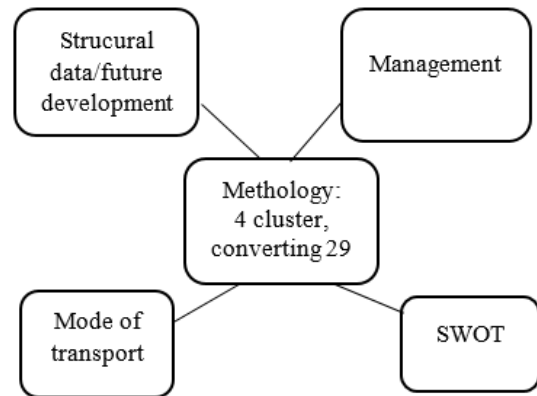 Strucural
data/future
development
Management
Methology:
4 cluster,
converting 29
Mode of
transport
SWOT